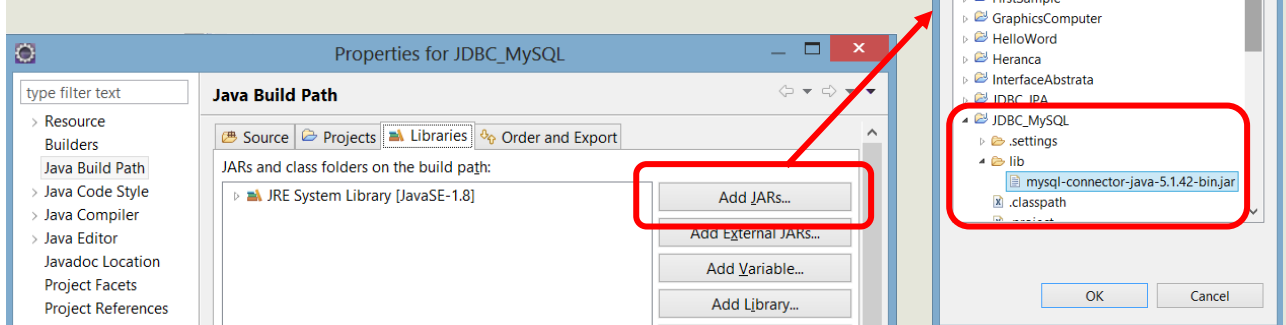 Properties for JDBC_MySQL
type filter text
Resource
Builders
Java Build Path
Java Code Style
Java Compiler
Java Editor
Javadoc Location
Project Facets
Project References
Java Build Path
Source Projects Libraries Order and Export
JARs and class folders on the build path:
JRE System Library [JavaSE-1.8]
Add JARs...
Add External JARs...
Add Variable...
Add Library...
FirstSample
GraphicsComputer
HelloWord
Heranca
InterfaceAbstrata
JDBC_JPA
JDBC_MySQL
.settings
lib
mysql-connector-java-5.1.42-bin.jar
.classpath
.project
OK Cancel